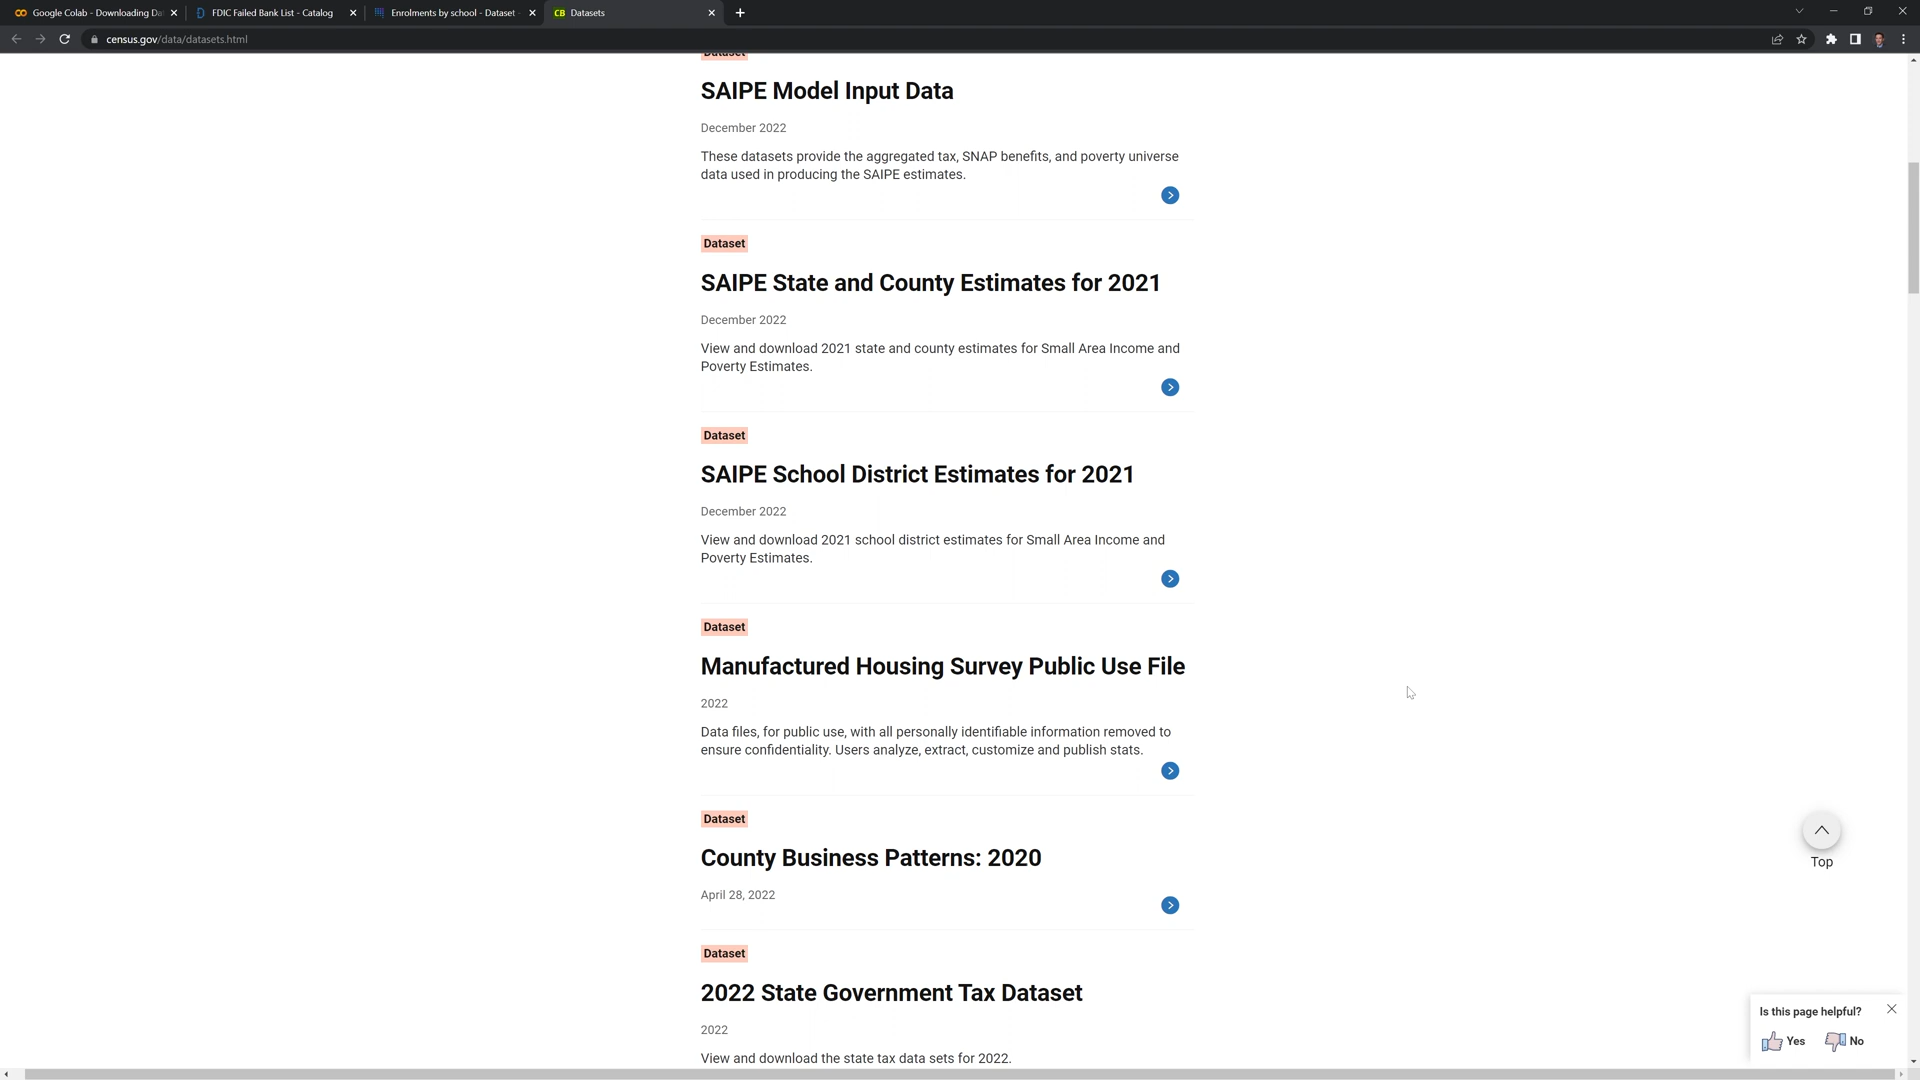 Google Colab - Downloading Da
FDIC Failed Bank List - Catalog
Enrolments by school - Dataset
CB Datasets
census.gov/data/datasets.html
Dataset
SAIPE Model Input Data
December 2022
These datasets provide the aggregated tax, SNAP benefits, and poverty universe
data used in producing the SAIPE estimates.
Dataset
SAIPE State and County Estimates for 2021
December 2022
View and download 2021 state and county estimates for Small Area Income and
Poverty Estimates.
Dataset
SAIPE School District Estimates for 2021
December 2022
View and download 2021 school district estimates for Small Area Income and
Poverty Estimates.
Dataset
Manufactured Housing Survey Public Use File
2022
Data files, for public use, with all personally identifiable information removed to
ensure confidentiality. Users analyze, extract, customize and publish stats.
Dataset
County Business Patterns: 2020
April 28, 2022
Dataset
2022 State Government Tax Dataset
2022
View and download the state tax data sets for 2022.
Top
Is this page helpful?
Yes
No